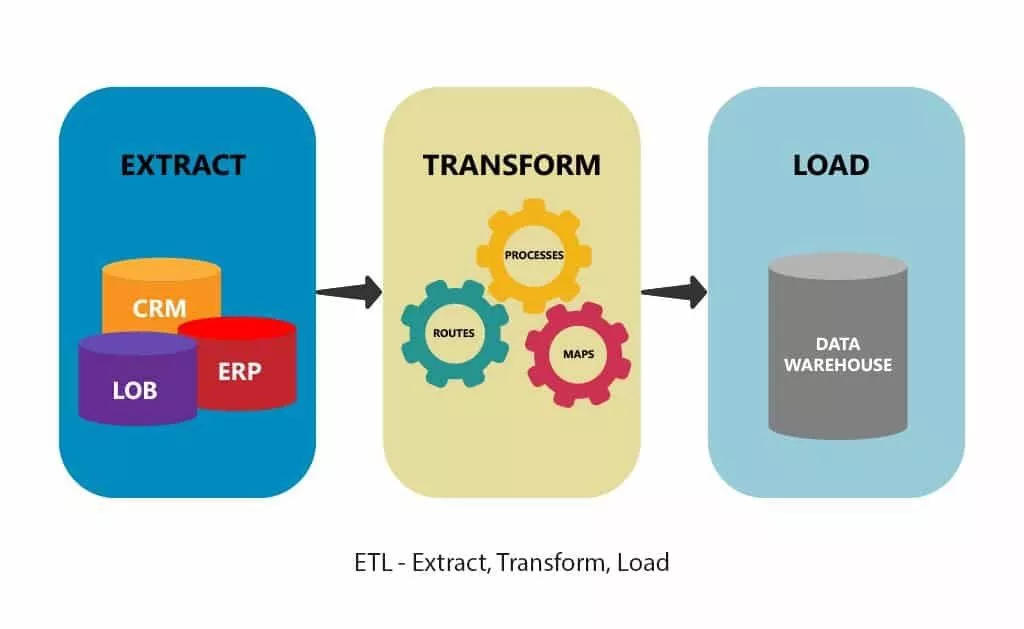 EXTRACT
CRM
ERP
LOB
TRANSFORM
PROCESSES
ROUTES
MAPS
LOAD
DATA
WAREHOUSE
ETL - Extract, Transform, Load